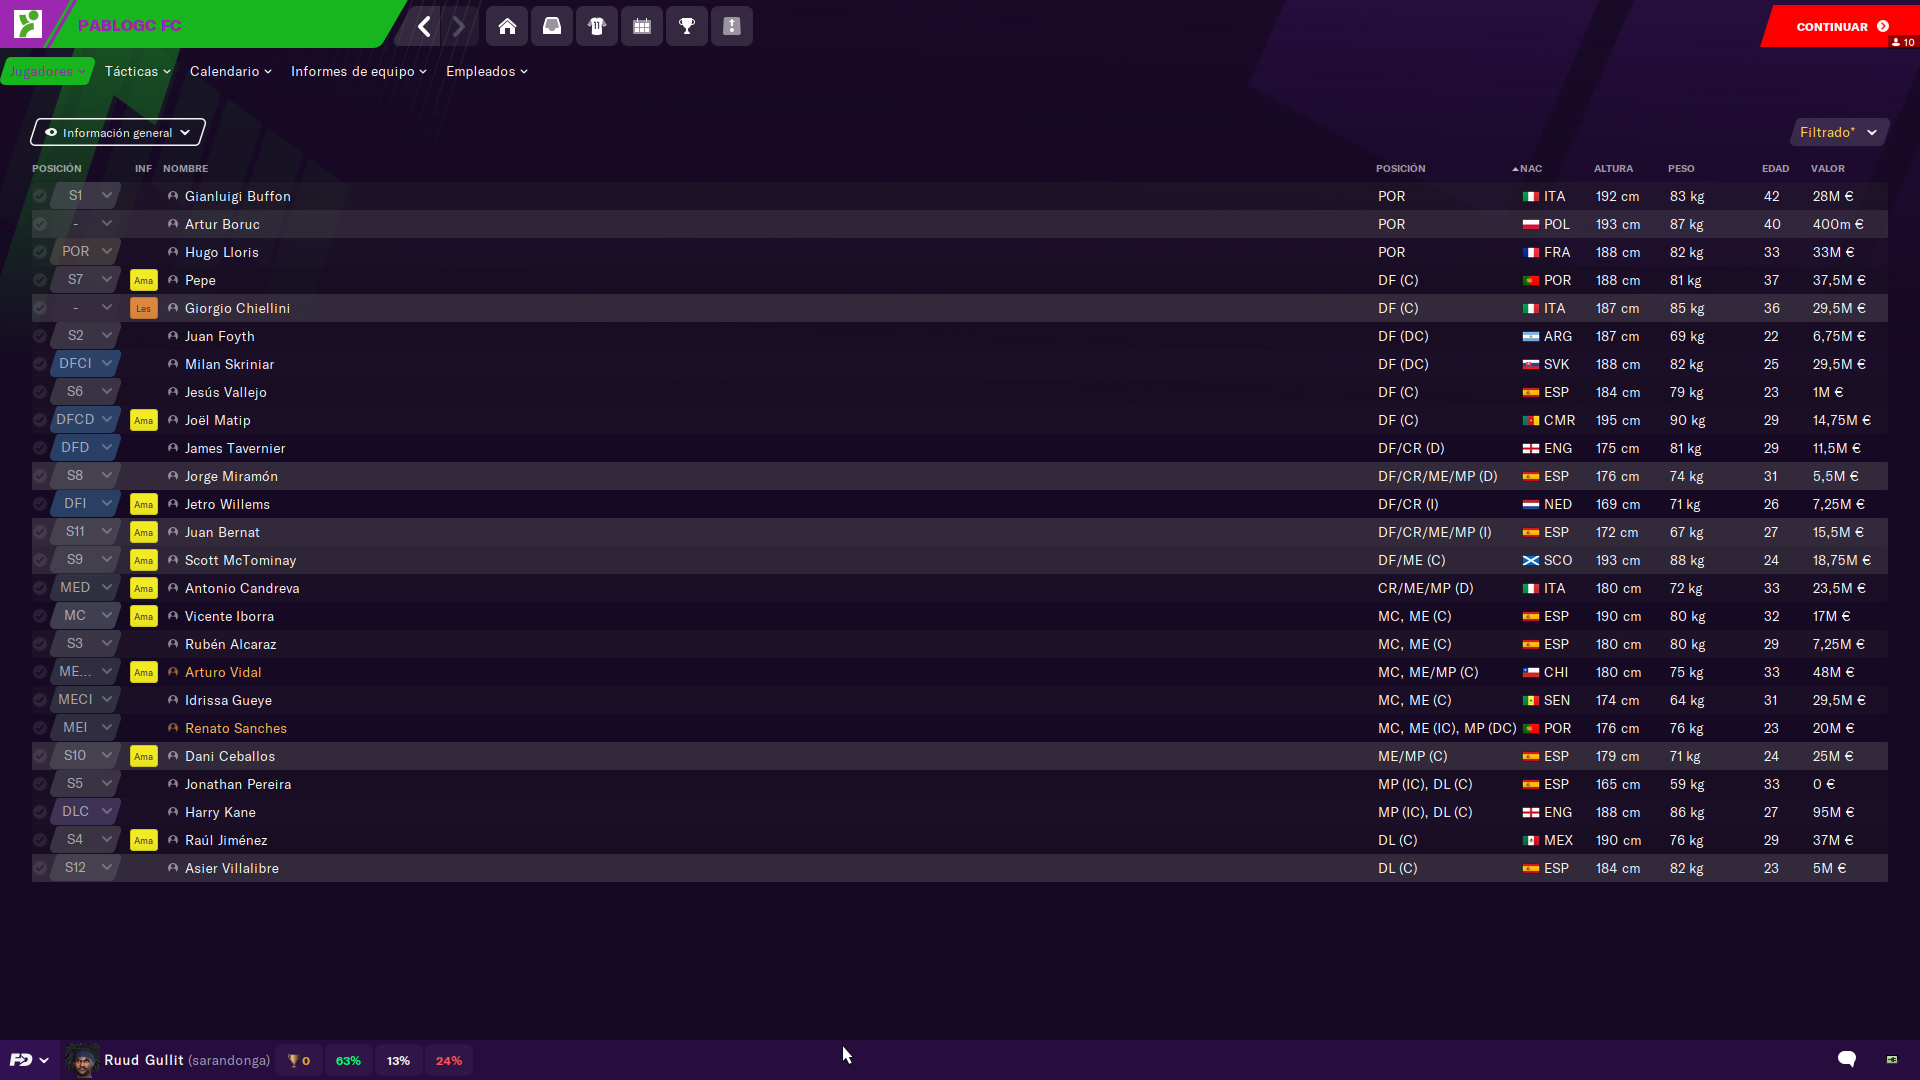 PABLOGC FC
11
CONTINUAR
10
Jugadores
Tácticas
Calendario
Informes de equipo
Empleados
Información general
Filtrado*
POSICIÓN INF NOMBRE POSICIÓN NAC ALTURA PESO EDAD VALOR
S1 Gianluigi Buffon POR ITA 192 cm 83 kg 42 28M €
- Artur Boruc POR POL 193 cm 87 kg 40 400m €
POR Hugo Lloris POR FRA 188 cm 82 kg 33 33M €
S7 Ama Pepe DF (C) POR 188 cm 81 kg 37 37,5M €
- Les Giorgio Chiellini DF (C) ITA 187 cm 85 kg 36 29,5M €
S2 Juan Foyth DF (DC) ARG 187 cm 69 kg 22 6,75M €
DFCI Milan Skriniar DF (DC) SVK 188 cm 82 kg 25 29,5M €
S6 Jesús Vallejo DF (C) ESP 184 cm 79 kg 23 1M €
DFCD Ama Joël Matip DF (C) CMR 195 cm 90 kg 29 14,75M €
DFD James Tavernier DF/CR (D) ENG 175 cm 81 kg 29 11,5M €
S8 Jorge Miramón DF/CR/ME/MP (D) ESP 176 cm 74 kg 31 5,5M €
DFI Ama Jetro Willems DF/CR (I) NED 169 cm 71 kg 26 7,25M €
S11 Ama Juan Bernat DF/CR/ME/MP (I) ESP 172 cm 67 kg 27 15,5M €
S9 Ama Scott McTominay DF/ME (C) SCO 193 cm 88 kg 24 18,75M €
MED Ama Antonio Candreva CR/ME/MP (D) ITA 180 cm 72 kg 33 23,5M €
MC Ama Vicente Iborra MC, ME (C) ESP 190 cm 80 kg 32 17M €
S3 Rubén Alcaraz MC, ME (C) ESP 180 cm 80 kg 29 7,25M €
ME... Ama Arturo Vidal MC, ME/MP (C) CHI 180 cm 75 kg 33 48M €
MECI Idrissa Gueye MC, ME (C) SEN 174 cm 64 kg 31 29,5M €
MEI Renato Sanches MC, ME (IC), MP (DC) POR 176 cm 76 kg 23 20M €
S10 Ama Dani Ceballos ME/MP (C) ESP 179 cm 71 kg 24 25M €
S5 Jonathan Pereira MP (IC), DL (C) ESP 165 cm 59 kg 33 0 €
DLC Harry Kane MP (IC), DL (C) ENG 188 cm 86 kg 27 95M €
S4 Ama Raúl Jiménez DL (C) MEX 190 cm 76 kg 29 37M €
S12 Asier Villalibre DL (C) ESP 184 cm 82 kg 23 5M €
Ruud Gullit (sarandonga) 0 63% 13% 24%